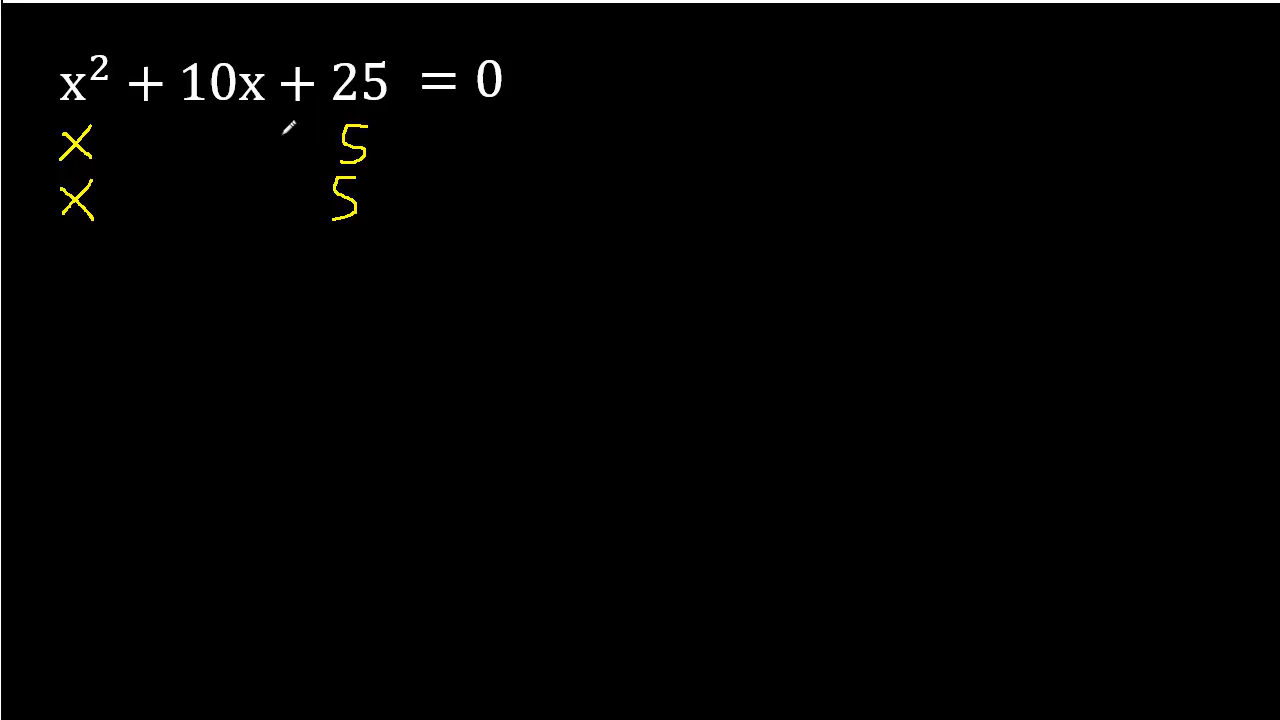 x² + 10x + 25 = 0
x 5
x 5